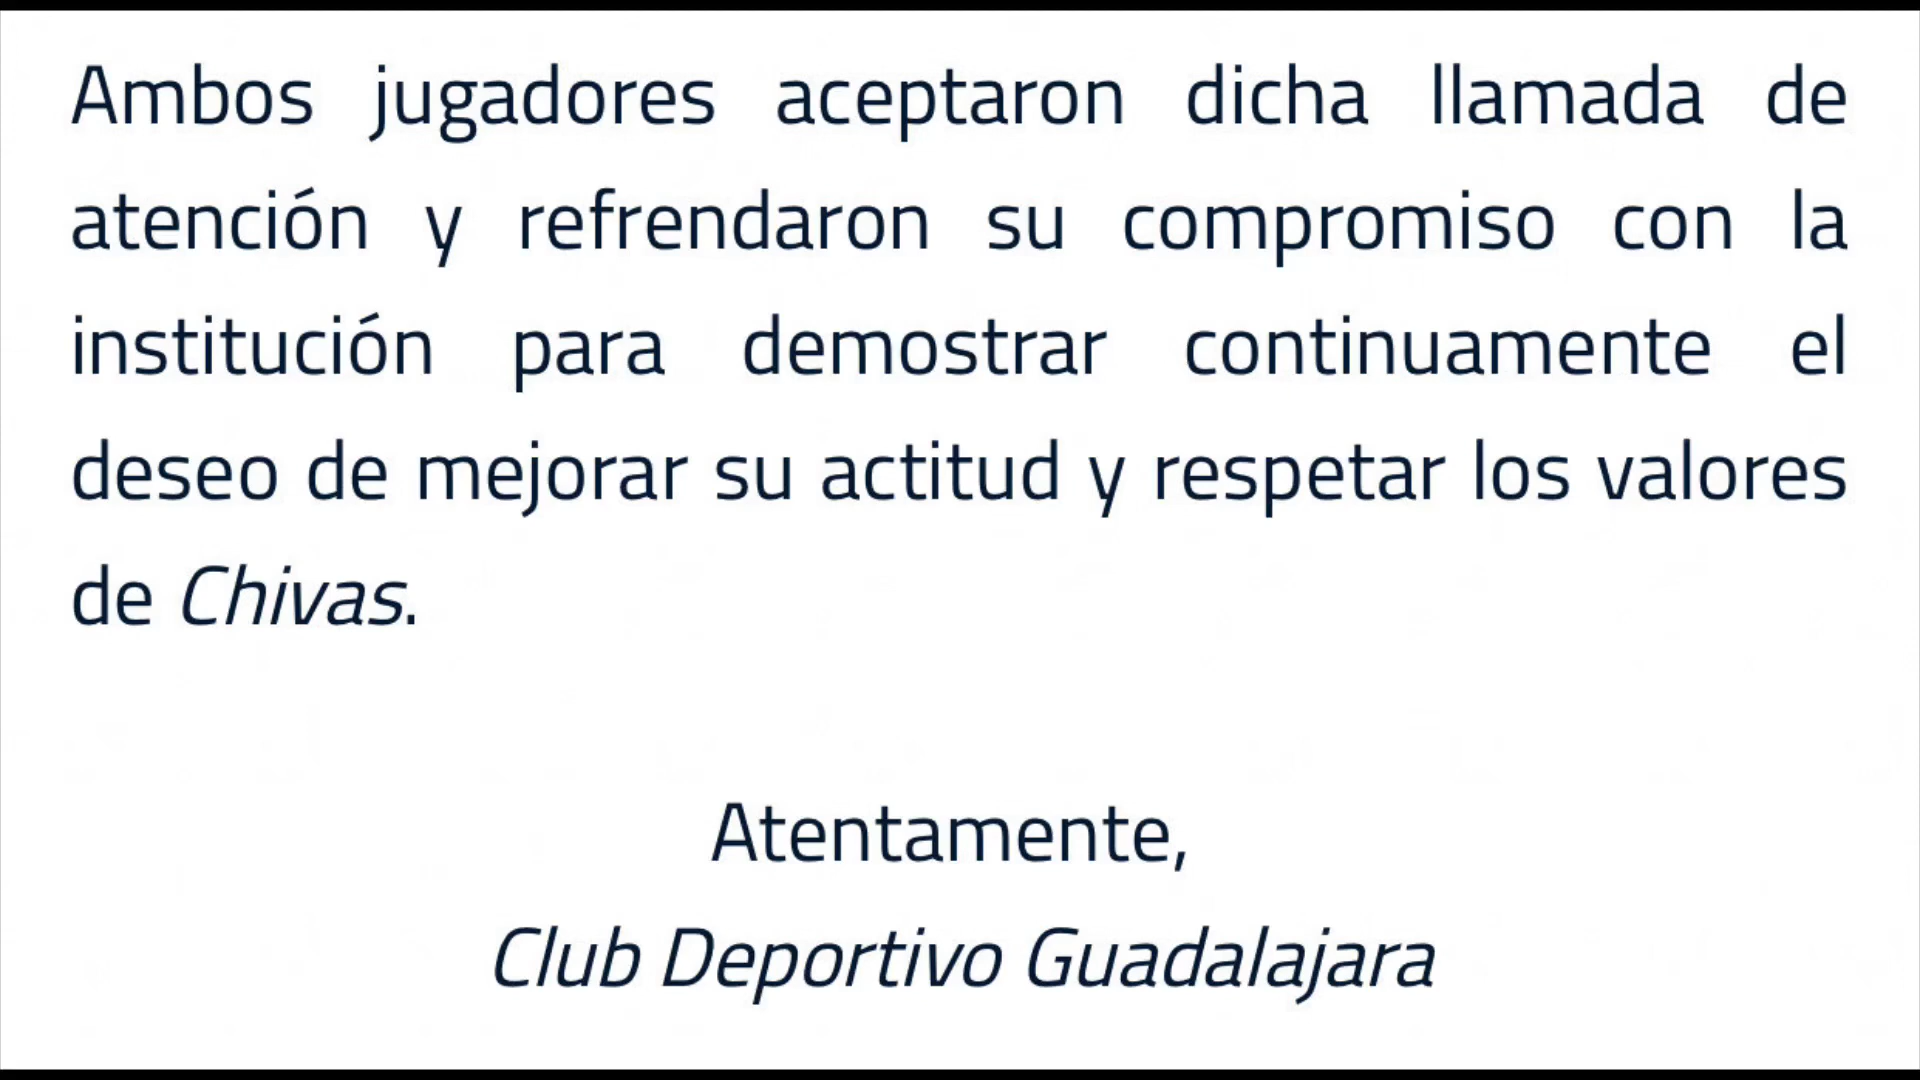 Ambos jugadores aceptaron dicha llamada de
atención y refrendaron su compromiso con la
institución para demostrar continuamente el
deseo de mejorar su actitud y respetar los valores
de Chivas.
Atentamente,
Club Deportivo Guadalajara